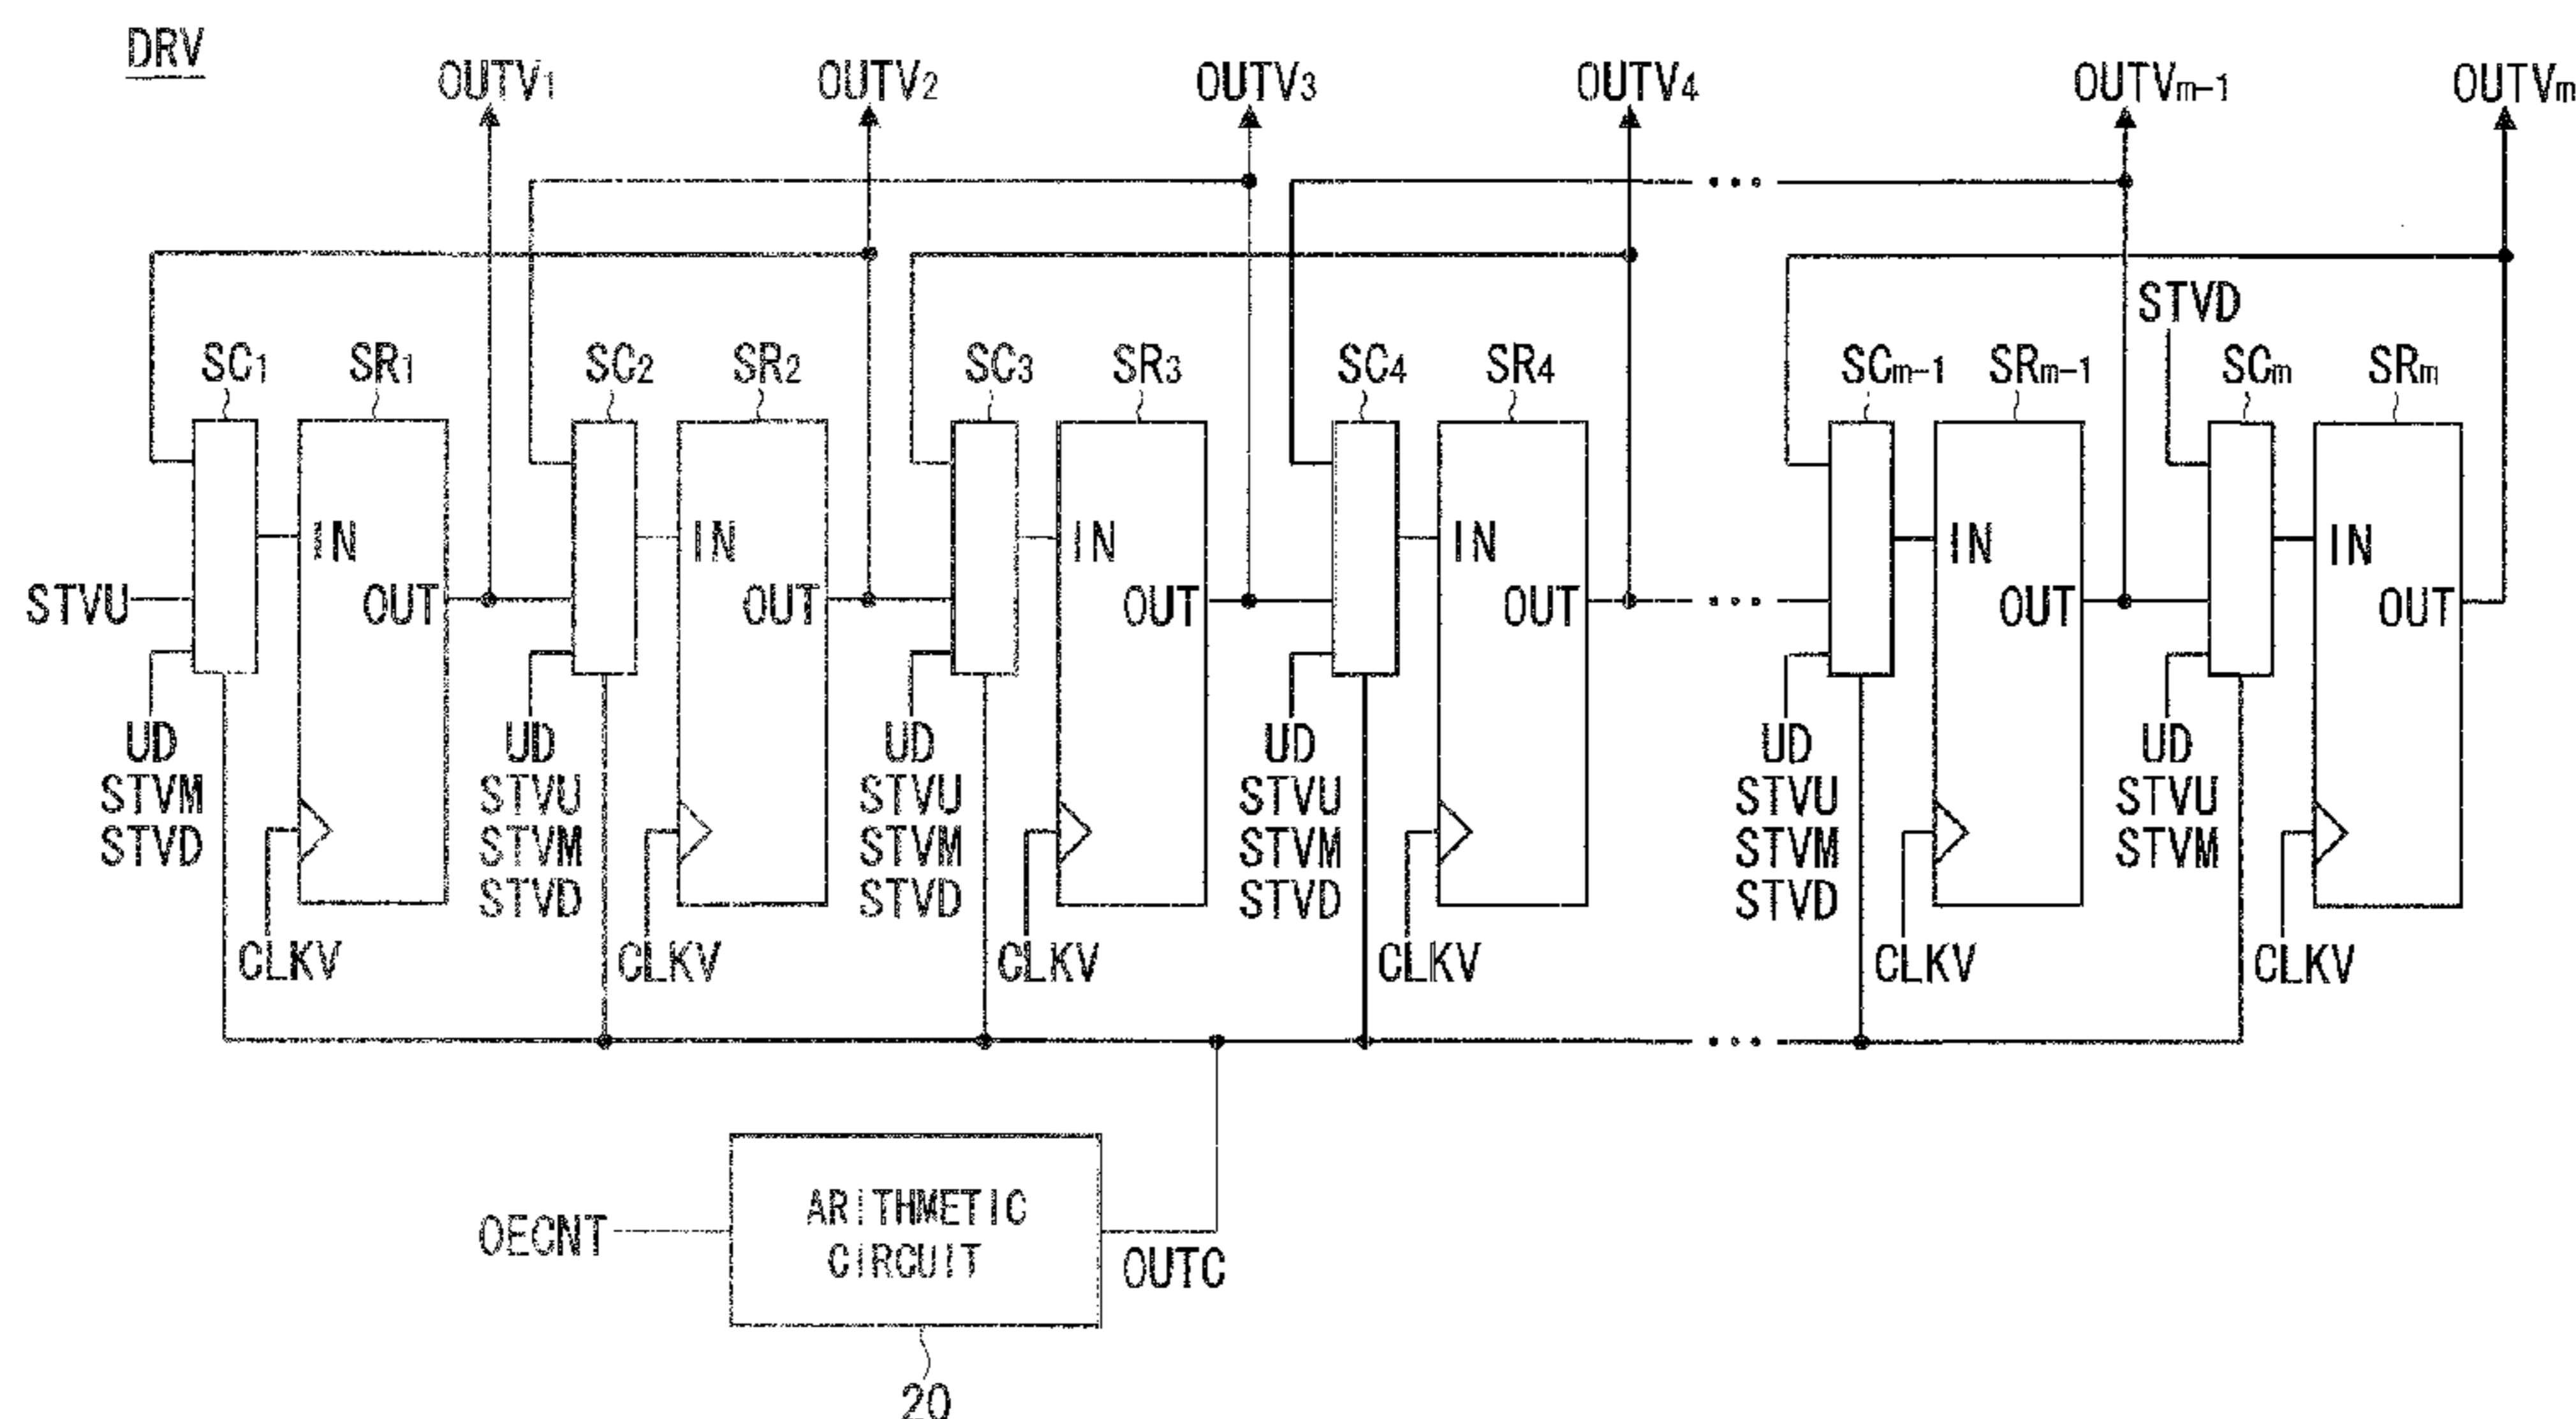 DRV
OUTV1 OUTV2 OUTV3 OUTV4 OUTVm-1 OUTVm
STVD
SC1 SR1 SC2 SR2 SC3 SR3 SC4 SR4 SCm-1 SRm-1 SCm SRm
IN IN IN IN IN IN
STVU OUT OUT OUT OUT OUT OUT
UD UD UD UD UD UD
STVM STVU STVU STVU STVU STVU
STVD STVM STVM STVM STVM STVM
STVD STVD STVD STVD
CLKV CLKV CLKV CLKV CLKV CLKV
ARITHMETIC
CIRCUIT
OECNT
OUTC
20